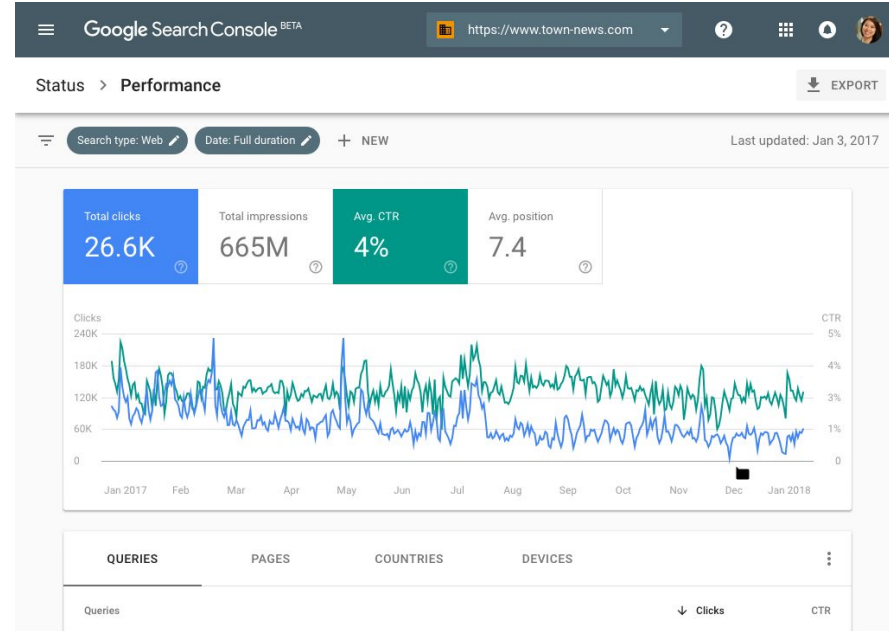 Google Search Console BETA
https://www.town-news.com
Status > Performance
EXPORT
Search type: Web
Date: Full duration
+ NEW
Last updated: Jan 3, 2017
Total clicks
26.6K
Total impressions
665M
Avg. CTR
4%
Avg. position
7.4
Clicks
CTR
240K
5%
180K
4%
120K
3%
60K
1%
0
0
Jan 2017 Feb Mar Apr May Jun Jul Aug Sep Oct Nov Dec Jan 2018
QUERIES PAGES COUNTRIES DEVICES
Queries Clicks CTR